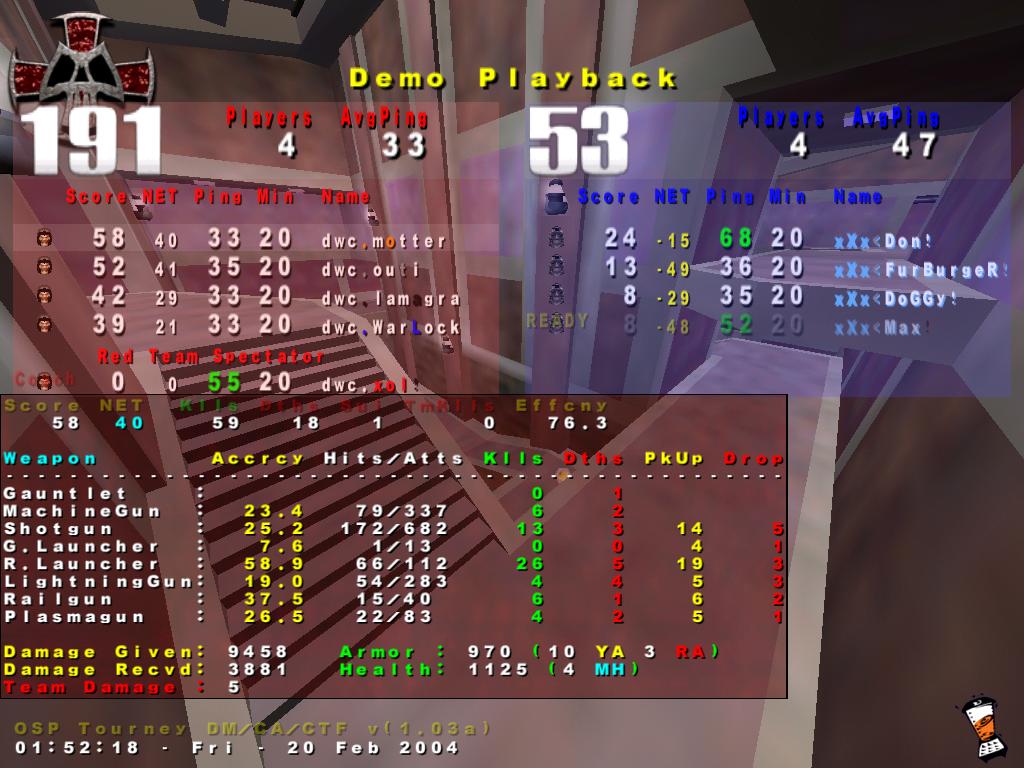 Demo Playback
191 Players AvgPing 53 Players AvgPing
4 33 4 47
Score NET Ping Min Name Score NET Ping Min Name
58 40 33 20 dwc.motter 24 -15 68 20 xXx<Don!
52 41 35 20 dwc.outi 13 -49 36 20 xXx<FurBurgeR!
42 29 33 20 dwc.Iam gra 8 -29 35 20 xXx<DoGGy!
39 21 33 20 dwc.WarLock READY 8 -48 52 20 xXx<Max!
Red Team Spectator
Coach 0 0 55 20 dwc.xol!
Score NET Klls Dths Sui TmKlls Effcny
58 40 59 18 1 0 76.3
Weapon Accrcy Hits/Atts Klls Dths PkUp Drop
Gauntlet : 0 1
MachineGun : 23.4 79/337 6 2
Shotgun : 25.2 172/682 13 3 14 5
G.Launcher : 7.6 1/13 0 0 4 1
R.Launcher : 58.9 66/112 26 5 19 3
LightningGun: 19.0 54/283 4 4 5 3
Railgun : 37.5 15/40 6 1 6 2
Plasmagun : 26.5 22/83 4 2 5 1
Damage Given: 9458 Armor : 970 (10 YA 3 RA)
Damage Recvd: 3881 Health: 1125 (4 MH)
Team Damage : 5
OSP Tourney DM/CA/CTF v(1.03a)
01:52:18 - Fri - 20 Feb 2004